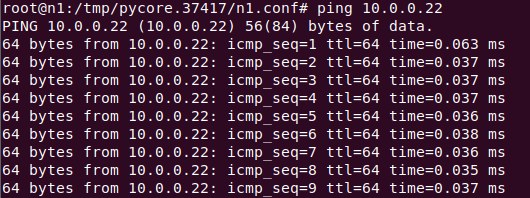 root@n1:/tmp/pycore.37417/n1.conf# ping 10.0.0.22
PING 10.0.0.22 (10.0.0.22) 56(84) bytes of data.
64 bytes from 10.0.0.22: icmp_seq=1 ttl=64 time=0.063 ms
64 bytes from 10.0.0.22: icmp_seq=2 ttl=64 time=0.037 ms
64 bytes from 10.0.0.22: icmp_seq=3 ttl=64 time=0.037 ms
64 bytes from 10.0.0.22: icmp_seq=4 ttl=64 time=0.037 ms
64 bytes from 10.0.0.22: icmp_seq=5 ttl=64 time=0.036 ms
64 bytes from 10.0.0.22: icmp_seq=6 ttl=64 time=0.038 ms
64 bytes from 10.0.0.22: icmp_seq=7 ttl=64 time=0.036 ms
64 bytes from 10.0.0.22: icmp_seq=8 ttl=64 time=0.035 ms
64 bytes from 10.0.0.22: icmp_seq=9 ttl=64 time=0.037 ms